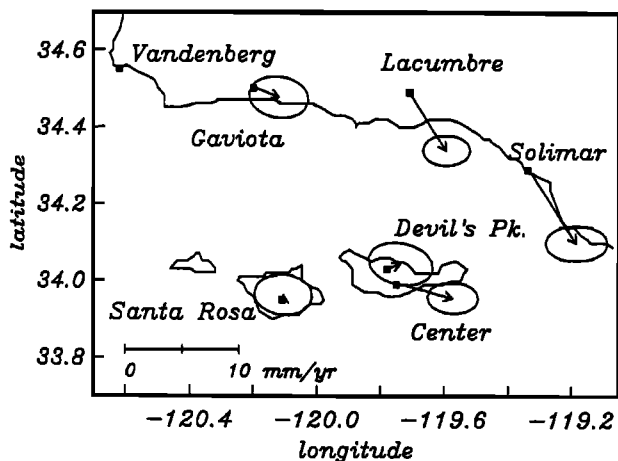 34.6
Vandenberg
Lacumbre
34.4
Gaviota
Solimar
latitude
34.2
Devil's Pk.
34.0
Santa Rosa
Center
33.8
0 10 mm/yr
-120.4 -120.0 -119.6 -119.2
longitude